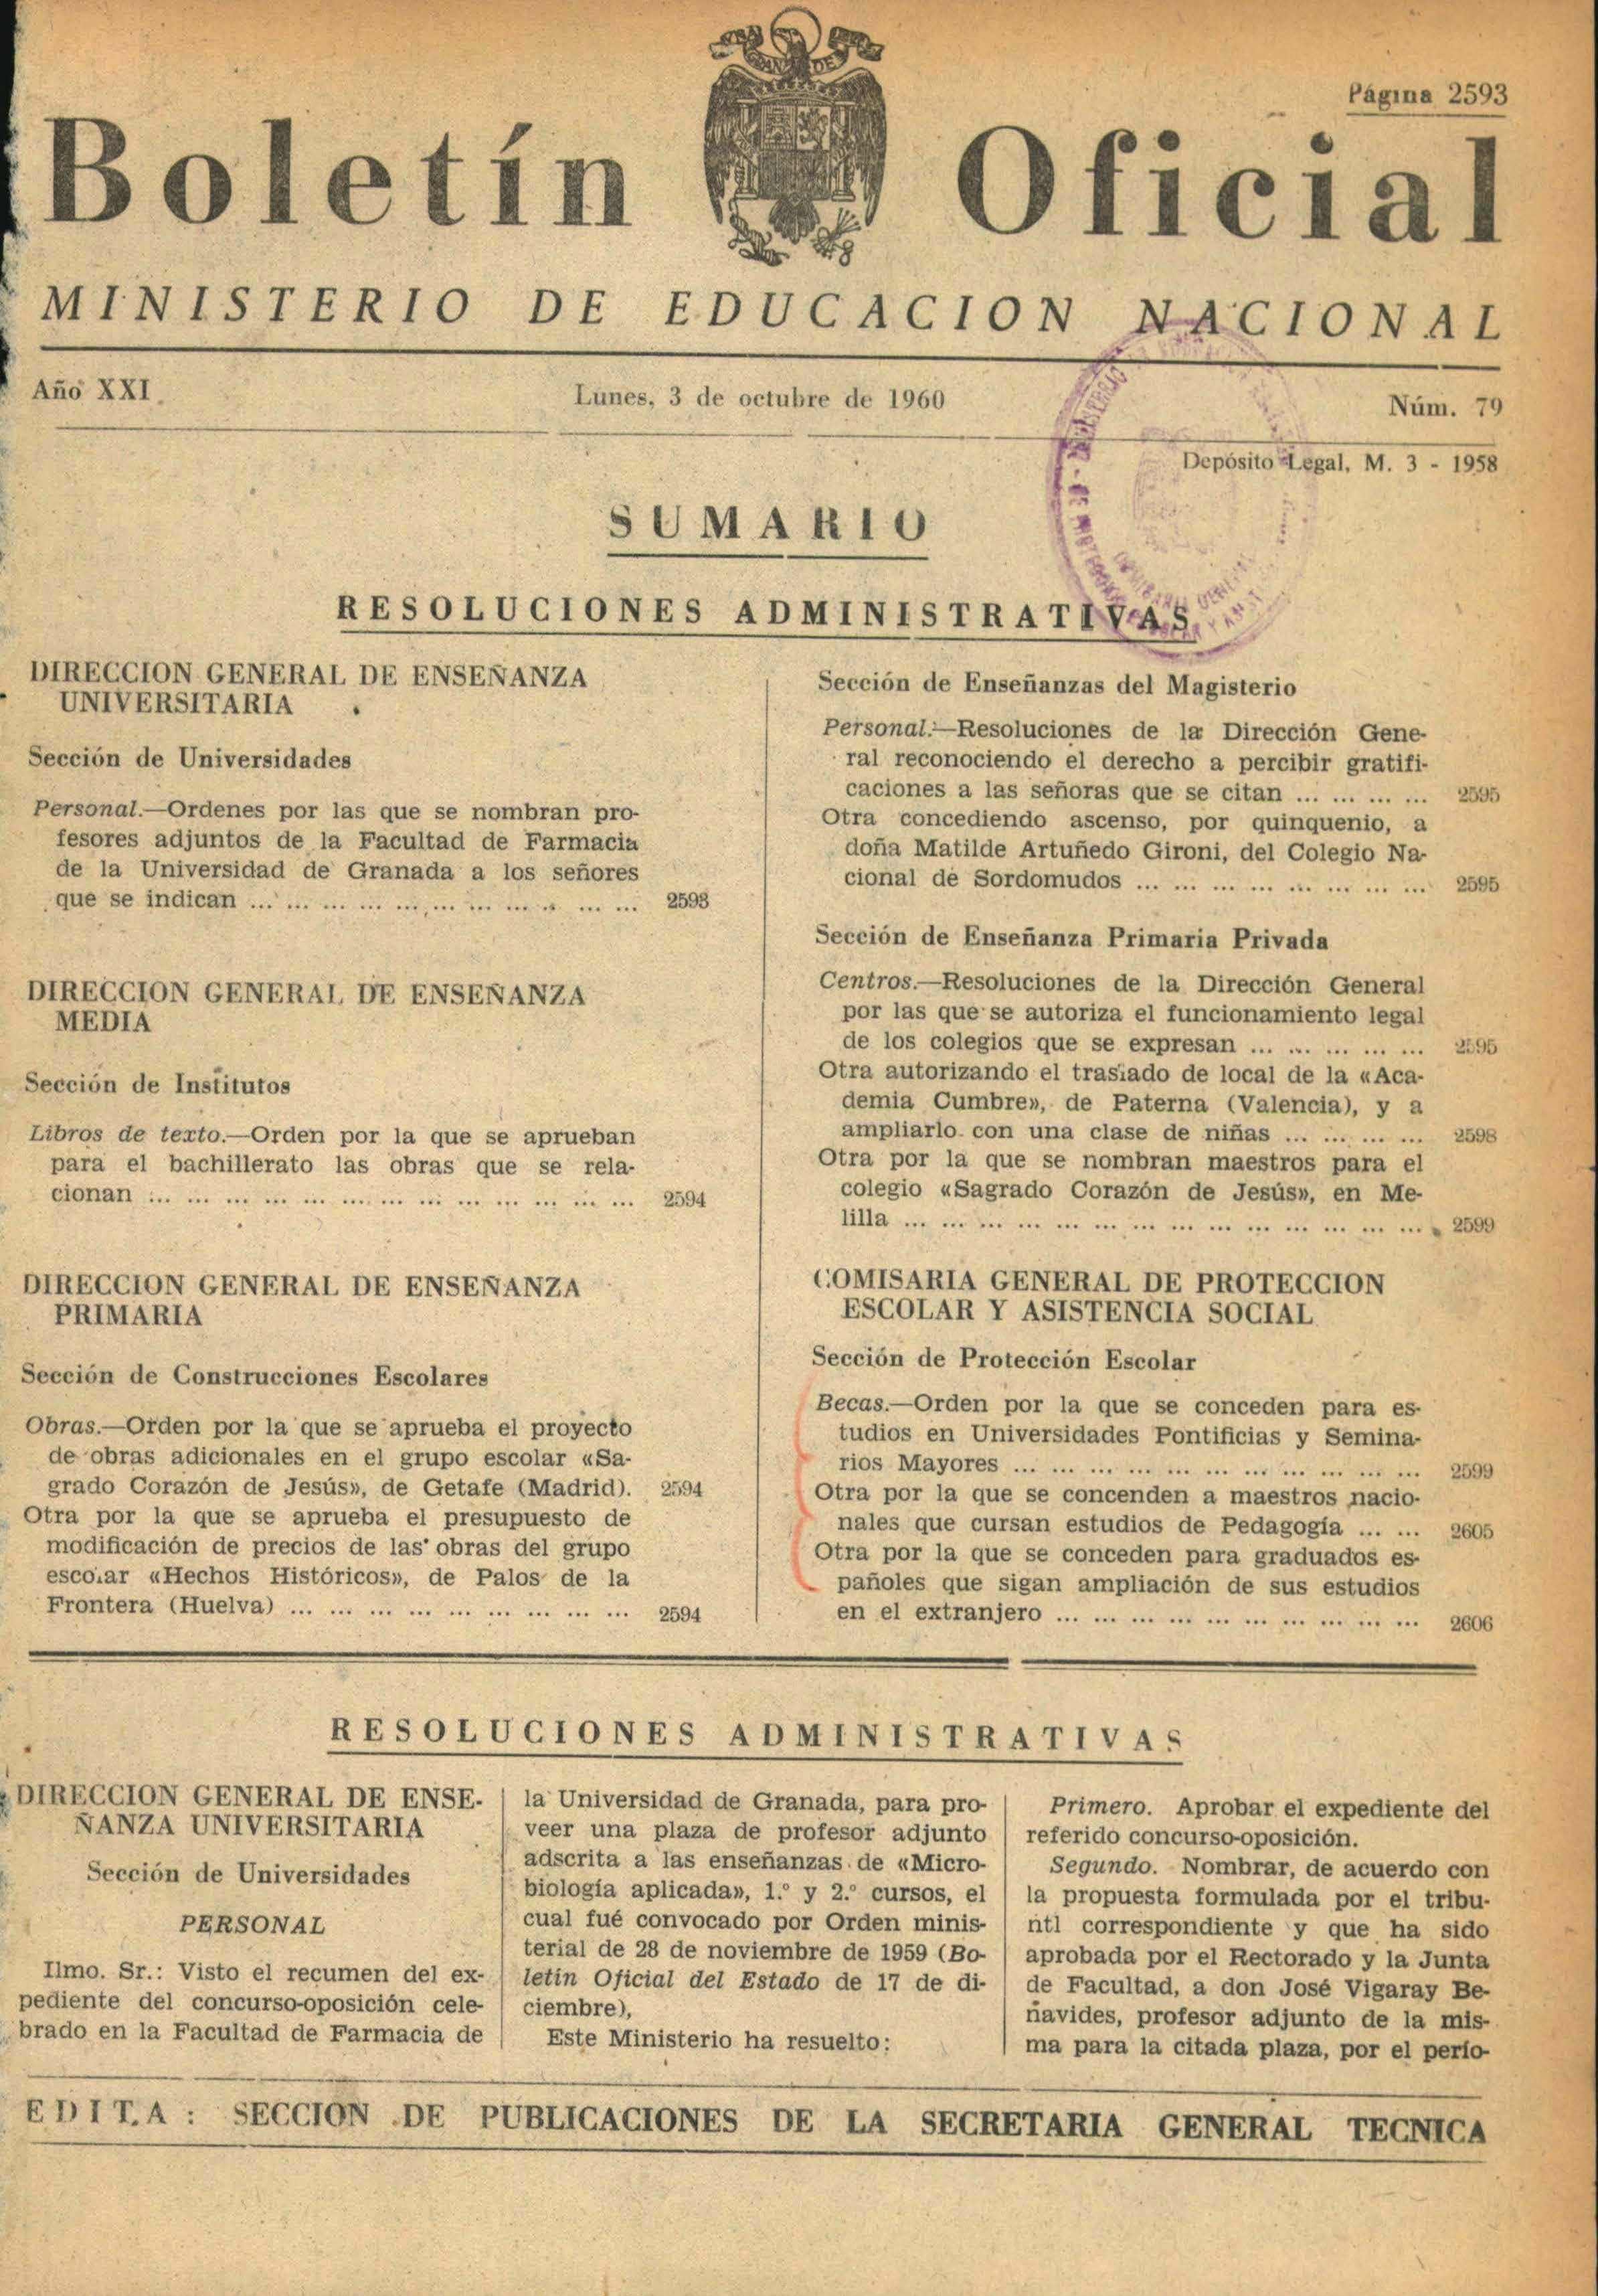 Página 2593
Boletín Oficial
MINISTERIO DE EDUCACION NACIONAL
Año XXI
Lunes, 3 de octubre de 1960
Núm. 79
Depósito Legal, M. 3 - 1958
SUMARIO
RESOLUCIONES ADMINISTRATIVAS
DIRECCION GENERAL DE ENSEÑANZA
UNIVERSITARIA
Sección de Universidades
Personal.—Ordenes por las que se nombran pro-
fesores adjuntos de la Facultad de Farmacia
de la Universidad de Granada a los señores
que se indican ... ... ... ... ... ... ... ... ... ... ... 2593
DIRECCION GENERAL DE ENSEÑANZA
MEDIA
Sección de Institutos
Libros de texto.—Orden por la que se aprueban
para el bachillerato las obras que se rela-
cionan ... ... ... ... ... ... ... ... ... ... ... ... ... 2594
DIRECCION GENERAL DE ENSEÑANZA
PRIMARIA
Sección de Construcciones Escolares
Obras.—Orden por la que se aprueba el proyecto
de obras adicionales en el grupo escolar «Sa-
grado Corazón de Jesús», de Getafe (Madrid). 2594
Otra por la que se aprueba el presupuesto de
modificación de precios de las obras del grupo
escolar «Hechos Históricos», de Palos de la
Frontera (Huelva) ... ... ... ... ... ... ... ... ... 2594
Sección de Enseñanzas del Magisterio
Personal.—Resoluciones de la Dirección Gene-
ral reconociendo el derecho a percibir gratifi-
caciones a las señoras que se citan ... ... ... ... 2595
Otra concediendo ascenso, por quinquenio, a
doña Matilde Artuñedo Gironi, del Colegio Na-
cional de Sordomudos ... ... ... ... ... ... ... ... 2595
Sección de Enseñanza Primaria Privada
Centros.—Resoluciones de la Dirección General
por las que se autoriza el funcionamiento legal
de los colegios que se expresan ... ... ... ... ... 2595
Otra autorizando el traslado de local de la «Aca-
demia Cumbre», de Paterna (Valencia), y a
ampliarlo con una clase de niñas ... ... ... ... 2598
Otra por la que se nombran maestros para el
colegio «Sagrado Corazón de Jesús», en Me-
lilla ... ... ... ... ... ... ... ... ... ... ... ... ... ... 2599
COMISARIA GENERAL DE PROTECCION
ESCOLAR Y ASISTENCIA SOCIAL
Sección de Protección Escolar
Becas.—Orden por la que se conceden para es-
tudios en Universidades Pontificias y Semina-
rios Mayores ... ... ... ... ... ... ... ... ... ... ... 2599
Otra por la que se concenden a maestros nacio-
nales que cursan estudios de Pedagogía ... ... 2605
Otra por la que se conceden para graduados es-
pañoles que sigan ampliación de sus estudios
en el extranjero ... ... ... ... ... ... ... ... ... ... 2606
RESOLUCIONES ADMINISTRATIVAS
DIRECCION GENERAL DE ENSE-
ÑANZA UNIVERSITARIA
Sección de Universidades
PERSONAL
Ilmo. Sr.: Visto el recumen del ex-
pediente del concurso-oposición cele-
brado en la Facultad de Farmacia de
la Universidad de Granada, para pro-
veer una plaza de profesor adjunto
adscrita a las enseñanzas de «Micro-
biología aplicada», 1.º y 2.º cursos, el
cual fué convocado por Orden minis-
terial de 28 de noviembre de 1959 (Bo-
letín Oficial del Estado de 17 de di-
ciembre),
Este Ministerio ha resuelto:
Primero. Aprobar el expediente del
referido concurso-oposición.
Segundo. Nombrar, de acuerdo con
la propuesta formulada por el tribu-
ntl correspondiente y que ha sido
aprobada por el Rectorado y la Junta
de Facultad, a don José Vigaray Be-
navides, profesor adjunto de la mis-
ma para la citada plaza, por el perío-
EDITA: SECCION DE PUBLICACIONES DE LA SECRETARIA GENERAL TECNICA